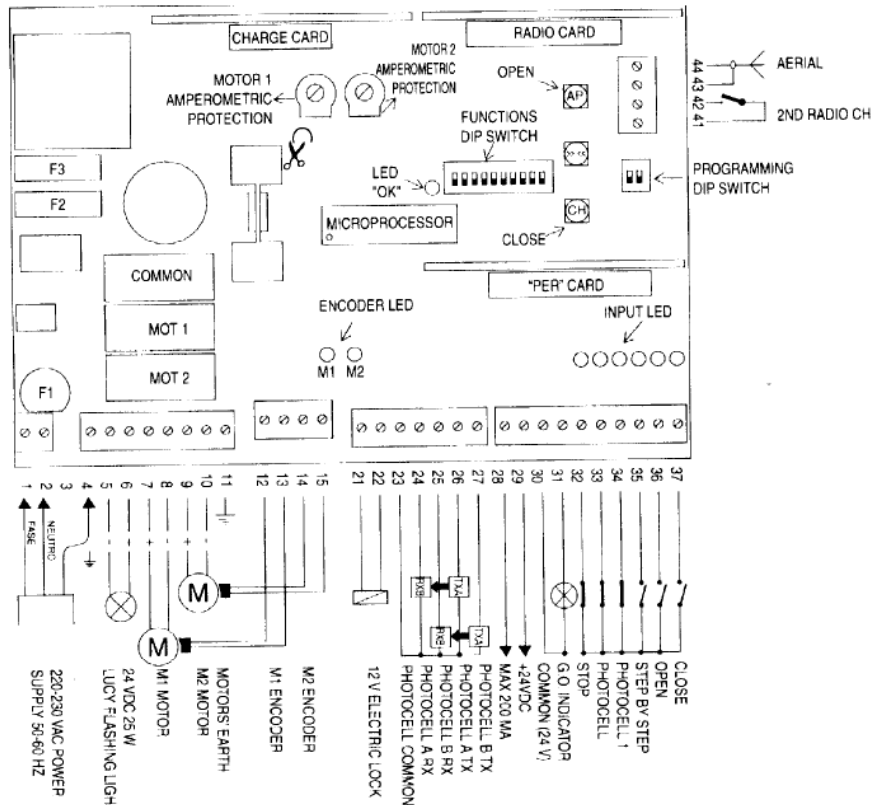 CHARGE CARD
RADIO CARD
MOTOR 1
AMPEROMETRIC
PROTECTION
MOTOR 2
AMPEROMETRIC
PROTECTION
OPEN
AP
44
43
42
41
AERIAL
2ND RADIO CH
FUNCTIONS
DIP SWITCH
LED
"OK"
>> <<
PROGRAMMING
DIP SWITCH
F3
F2
MICROPROCESSOR
CH
CLOSE
COMMON
MOT 1
MOT 2
"PER" CARD
ENCODER LED
INPUT LED
M1 M2
F1
1 2 3 4 5 6 7 8 9 10 11 12 13 14 15
21 22 23 24 25 26 27 28 29 30 31 32 33 34 35 36 37
FASE
NEUTRO
- - + - + -
M
M
RXB TXA
RXB TXA
220-230 VAC POWER
SUPPLY 50-60 HZ
24 VDC 25 W
LUCY FLASHING LIGH
M1 MOTOR
M2 MOTOR
MOTORS' EARTH
M1 ENCODER
M2 ENCODER
12 V ELECTRIC LOCK
PHOTOCELL COMMON
PHOTOCELL A RX
PHOTOCELL B RX
PHOTOCELL A TX
PHOTOCELL B TX
MAX 200 MA
+24VDC
COMMON (24 V)
G.O INDICATOR
STOP
PHOTOCELL
PHOTOCELL 1
STEP BY STEP
OPEN
CLOSE